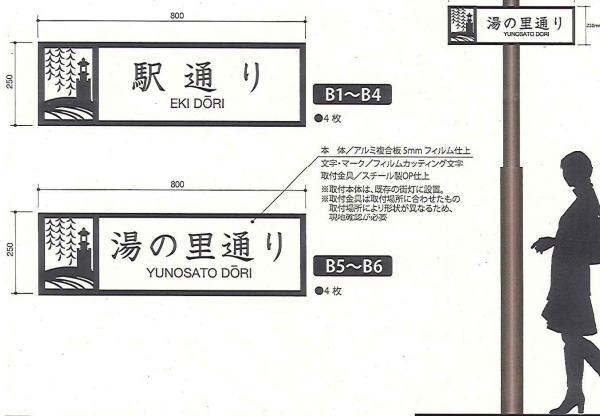 800
250
駅通り
EKI DŌRI
B1〜B4
●4枚
本　体／アルミ複合板 5mm フィルム仕上
文字・マーク／フィルムカッティング文字
取付金具／スチール製OP仕上
※取付本体は、既存の街灯に設置。
※取付金具は取付場所に合わせたもの
取付場所により形状が異なるため、
現地確認が必要
800
250
湯の里通り
YUNOSATO DŌRI
B5〜B6
●4枚
湯の里通り
YUNOSATO DORI
250mm